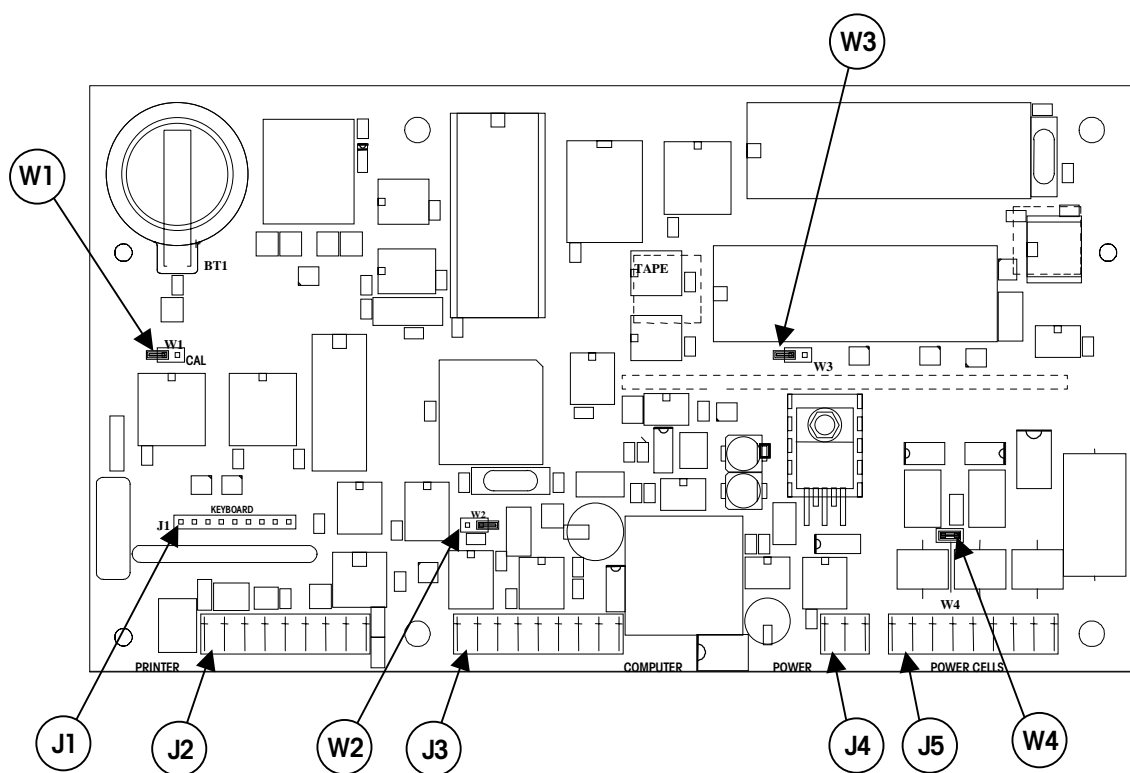 W3
W1
BT1
TAPE
W1
CAL
W3
KEYBOARD
J1
W2
W4
PRINTER
COMPUTER
POWER
POWER CELLS
J1
J2
W2
J3
J4
J5
W4